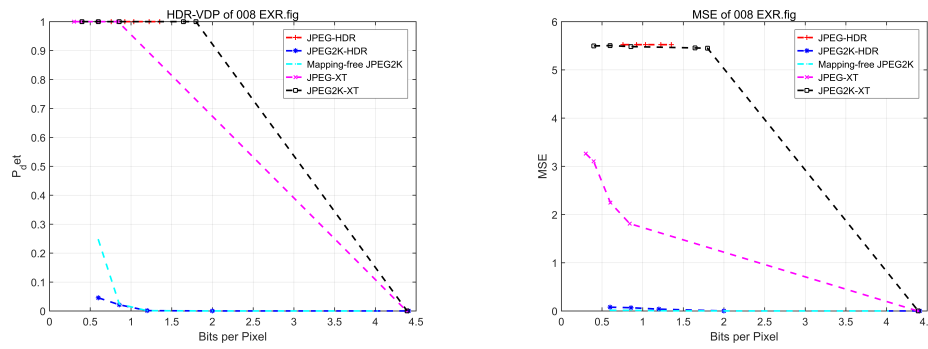 HDR-VDP of 008 EXR.fig
1
0.9
0.8
0.7
0.6
0.5
0.4
0.3
0.2
0.1
0
P_det
0 0.5 1 1.5 2 2.5 3 3.5 4 4.5
Bits per Pixel
JPEG-HDR
JPEG2K-HDR
Mapping-free JPEG2K
JPEG-XT
JPEG2K-XT
MSE of 008 EXR.fig
6
5
4
3
2
1
0
MSE
0 0.5 1 1.5 2 2.5 3 3.5 4 4.5
Bits per Pixel
JPEG-HDR
JPEG2K-HDR
Mapping-free JPEG2K
JPEG-XT
JPEG2K-XT